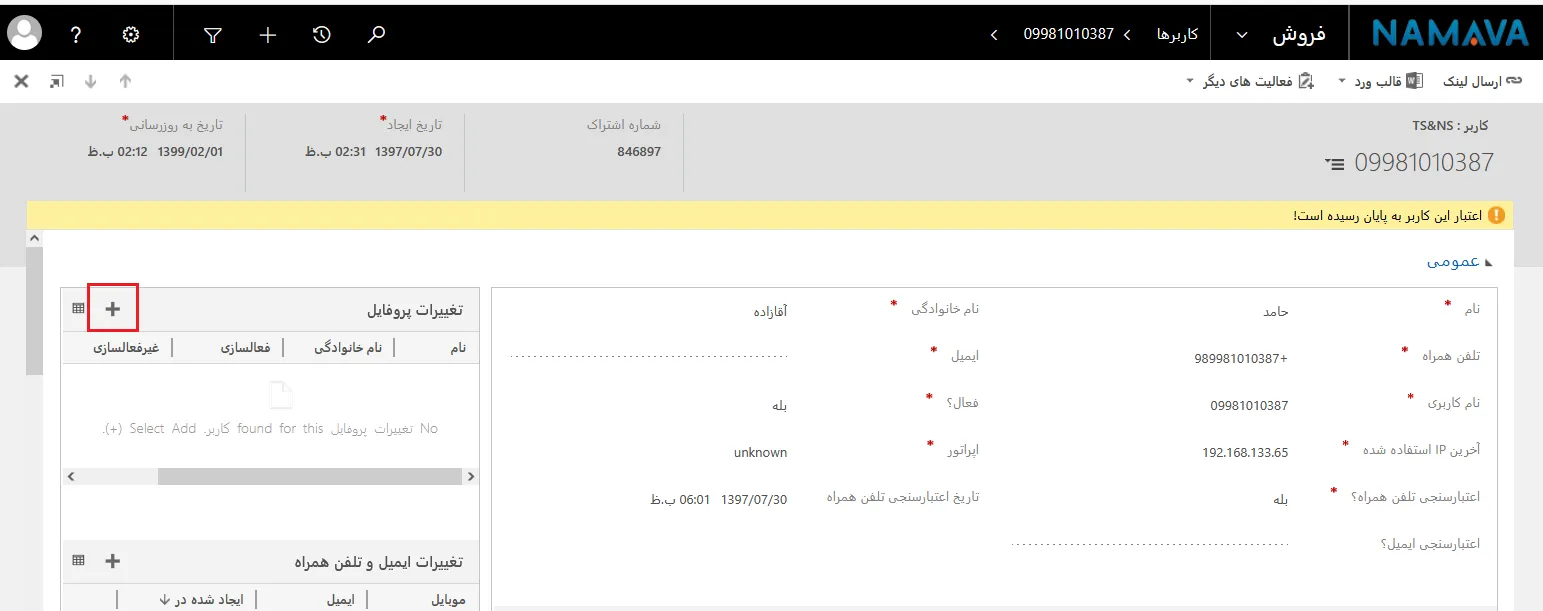 NAMAVA
فروش
کاربرها
09981010387
?
ارسال لینک
قالب ورد
فعالیت های دیگر
کاربر : TS&NS
09981010387
شماره اشتراک
846897
تاریخ ایجاد*
1397/07/30 02:31 ب.ظ
تاریخ به روزرسانی*
1399/02/01 02:12 ب.ظ
اعتبار این کاربر به پایان رسیده است!
عمومی
نام *
حامد
نام خانوادگی *
آقازاده
تلفن همراه *
+989981010387
ایمیل *
نام کاربری *
09981010387
فعال؟ *
بله
آخرین IP استفاده شده *
192.168.133.65
اپراتور *
unknown
اعتبارسنجی تلفن همراه؟ *
بله
تاریخ اعتبارسنجی تلفن همراه
1397/07/30 06:01 ب.ظ
اعتبارسنجی ایمیل؟
تغییرات پروفایل
نام
نام خانوادگی
فعالسازی
غیرفعالسازی
No تغییرات پروفایل found for this کاربر. Select Add (+).
تغییرات ایمیل و تلفن همراه
موبایل
ایمیل
ایجاد شده در